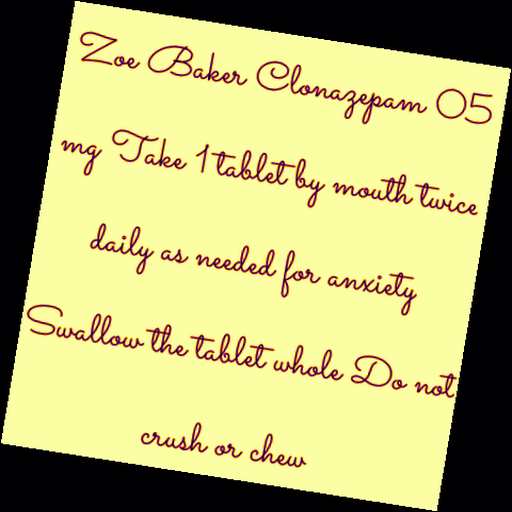 Zoe Baker Clonazepam 05
mg Take 1 tablet by mouth twice
daily as needed for anxiety
Swallow the tablet whole Do not
crush or chew